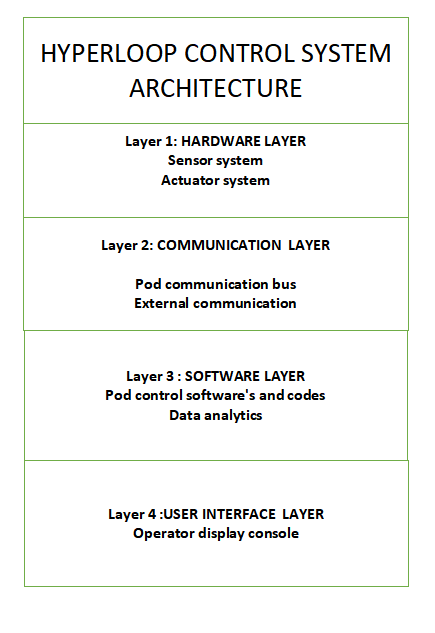 HYPERLOOP CONTROL SYSTEM
ARCHITECTURE
Layer 1: HARDWARE LAYER
Sensor system
Actuator system
Layer 2: COMMUNICATION LAYER
Pod communication bus
External communication
Layer 3 : SOFTWARE LAYER
Pod control software's and codes
Data analytics
Layer 4 :USER INTERFACE LAYER
Operator display console